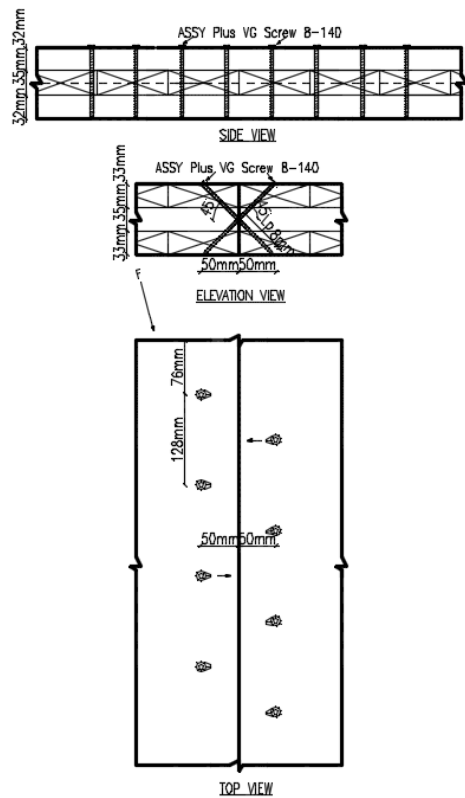 ASSY Plus VG Screw 8-140
32mm
35mm
32mm
SIDE VIEW
ASSY Plus VG Screw 8-140
33mm
35mm
33mm
45°
50mm
50mm
ELEVATION VIEW
F
76mm
128mm
50mm
50mm
TOP VIEW